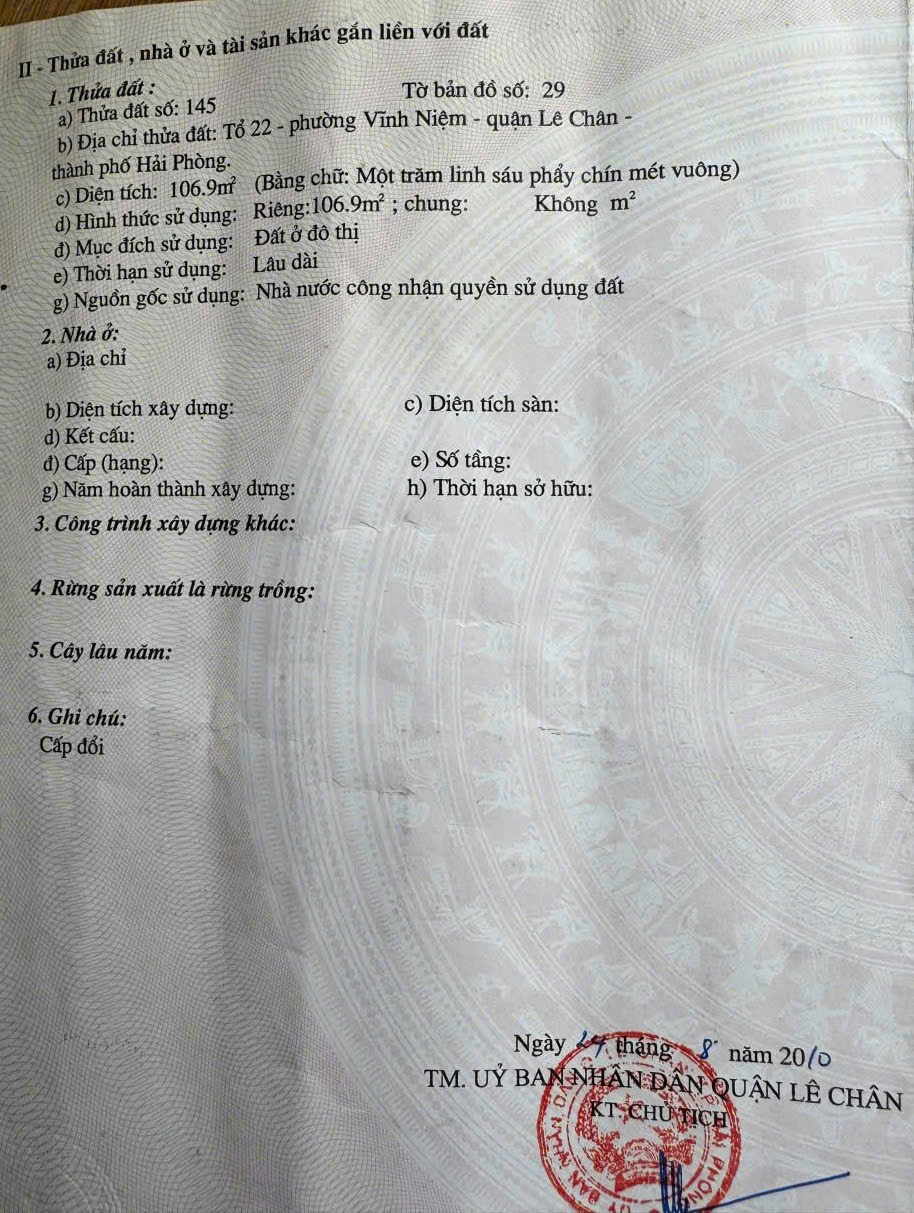 II - Thửa đất , nhà ở và tài sản khác gắn liền với đất
1. Thửa đất :
a) Thửa đất số: 145 Tờ bản đồ số: 29
b) Địa chỉ thửa đất: Tổ 22 - phường Vĩnh Niệm - quận Lê Chân -
thành phố Hải Phòng.
c) Diện tích: 106.9m² (Bằng chữ: Một trăm linh sáu phẩy chín mét vuông)
d) Hình thức sử dụng: Riêng:106.9m² ; chung: Không m²
đ) Mục đích sử dụng: Đất ở đô thị
e) Thời hạn sử dụng: Lâu dài
g) Nguồn gốc sử dụng: Nhà nước công nhận quyền sử dụng đất
2. Nhà ở:
a) Địa chỉ
b) Diện tích xây dựng: c) Diện tích sàn:
d) Kết cấu:
đ) Cấp (hạng): e) Số tầng:
g) Năm hoàn thành xây dựng: h) Thời hạn sở hữu:
3. Công trình xây dựng khác:
4. Rừng sản xuất là rừng trồng:
5. Cây lâu năm:
6. Ghi chú:
Cấp đổi
Ngày tháng 8 năm 2010
TM. UỶ BAN NHÂN DÂN QUẬN LÊ CHÂN
KT. CHỦ TỊCH